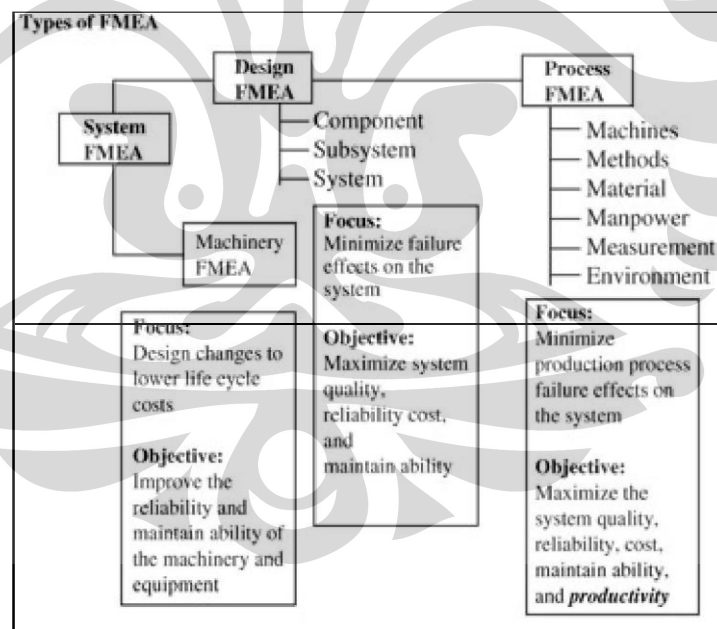 Types of FMEA
Design
FMEA
Process
FMEA
System
FMEA
Component
Subsystem
System
Machines
Methods
Material
Manpower
Measurement
Environment
Machinery
FMEA
Focus:
Minimize failure
effects on the
system
Objective:
Maximize system
quality,
reliability cost,
and
maintain ability
Focus:
Design changes to
lower life cycle
costs
Objective:
Improve the
reliability and
maintain ability of
the machinery and
equipment
Focus:
Minimize
production process
failure effects on
the system
Objective:
Maximize the
system quality,
reliability, cost,
maintain ability,
and productivity